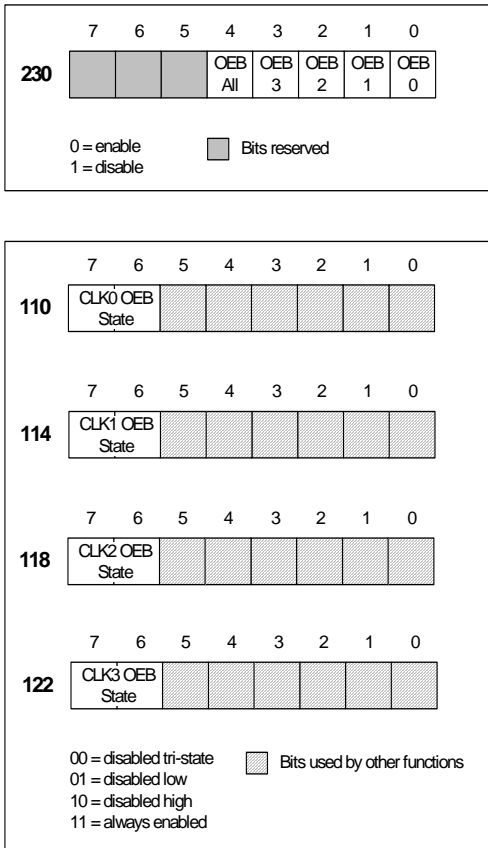 7 6 5 4 3 2 1 0
230 OEB All OEB 3 OEB 2 OEB 1 OEB 0
0 = enable
1 = disable
Bits reserved
7 6 5 4 3 2 1 0
110 CLK0 OEB
State
7 6 5 4 3 2 1 0
114 CLK1 OEB
State
7 6 5 4 3 2 1 0
118 CLK2 OEB
State
7 6 5 4 3 2 1 0
122 CLK3 OEB
State
00 = disabled tri-state
01 = disabled low
10 = disabled high
11 = always enabled
Bits used by other functions